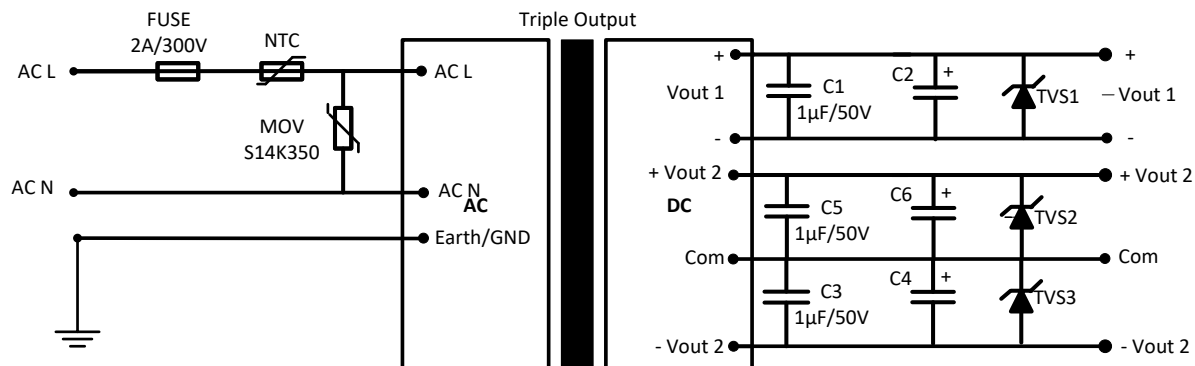 Triple Output
FUSE
2A/300V
NTC
AC L
AC L
MOV
S14K350
AC N
AC N
AC
Earth/GND
+
Vout 1
-
C1
1µF/50V
C2
+
TVS1
+
Vout 1
-
+ Vout 2
DC
Com
- Vout 2
C5
1µF/50V
C6
+
TVS2
C3
1µF/50V
C4
+
TVS3
+ Vout 2
Com
- Vout 2